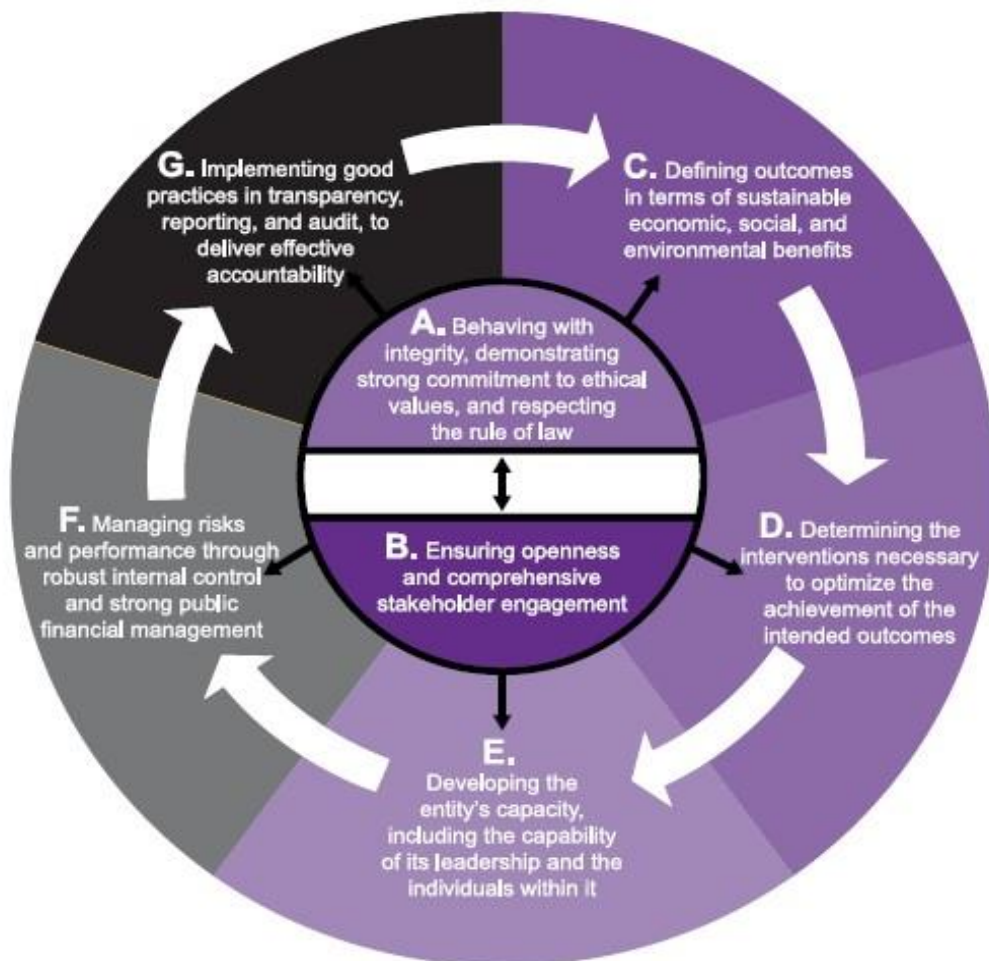 A. Behaving with
integrity, demonstrating
strong commitment to ethical
values, and respecting
the rule of law
B. Ensuring openness
and comprehensive
stakeholder engagement
C. Defining outcomes
in terms of sustainable
economic, social, and
environmental benefits
D. Determining the
interventions necessary
to optimize the
achievement of the
intended outcomes
E.
Developing the
entity's capacity,
including the capability
of its leadership and the
individuals within it
F. Managing risks
and performance through
robust internal control
and strong public
financial management
G. Implementing good
practices in transparency,
reporting, and audit, to
deliver effective
accountability